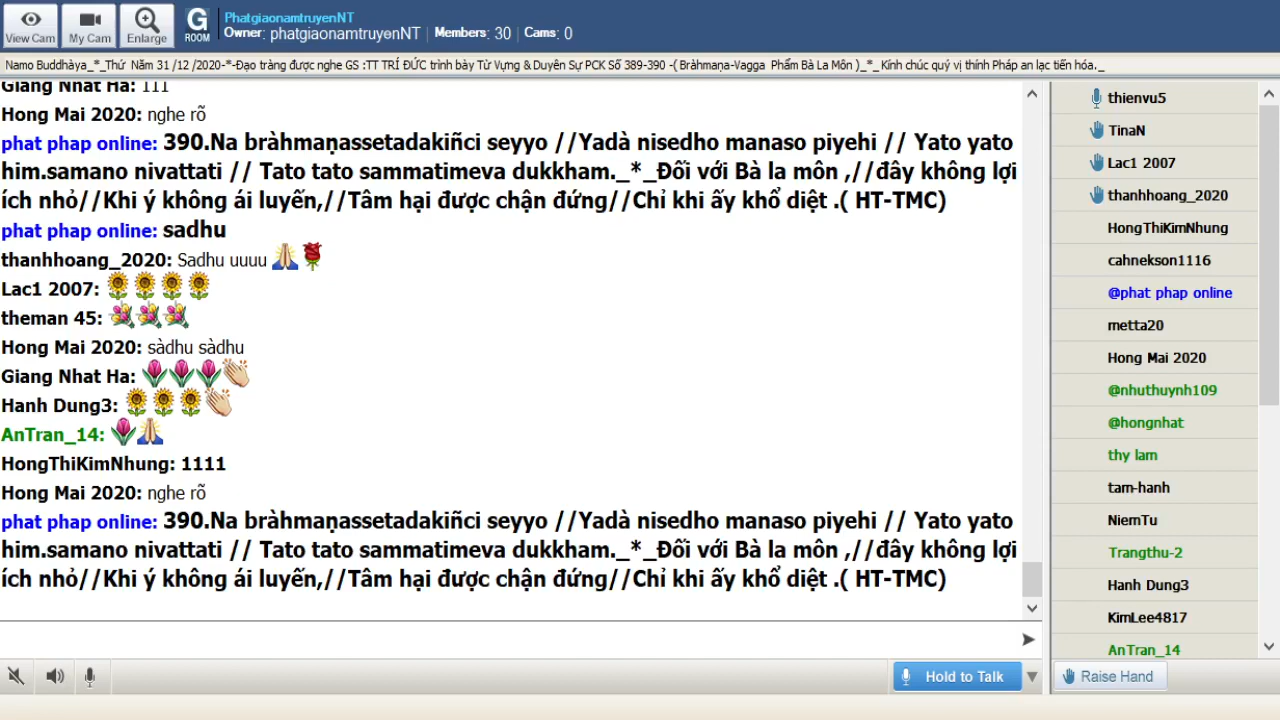 PhatgiaonamtruyenNT
Owner: phatgiaonamtruyenNT | Members: 30 | Cams: 0
View Cam
My Cam
Enlarge
G
ROOM
Namo Buddhàya_*_Thứ Năm 31 /12 /2020-*-Đạo tràng được nghe GS :TT TRÍ ĐỨC trình bày Từ Vựng & Duyên Sự PCK Số 389-390 -( Bràhmaṇa-Vagga Phẩm Bà La Môn )_*_ Kính chúc quý vị thính Pháp an lạc tiến hóa._
Giang Nhat Ha: 111
Hong Mai 2020: nghe rõ
phat phap online: 390.Na bràhmaṇassetadakiñci seyyo //Yadà nisedho manaso piyehi // Yato yato
him.samano nivattati // Tato tato sammatimeva dukkham._*_Đối với Bà la môn ,//đây không lợi
ích nhỏ//Khi ý không ái luyến,//Tâm hại được chận đứng//Chỉ khi ấy khổ diệt .( HT-TMC)
phat phap online: sadhu
thanhhoang_2020: Sadhu uuuu 🙏🌹
Lac1 2007: 🌻🌻🌻🌻
theman 45: 💐💐💐
Hong Mai 2020: sàdhu sàdhu
Giang Nhat Ha: 🌷🌷🌷👏
Hanh Dung3: 🌻🌻🌻👏
AnTran_14: 🌷🙏
HongThiKimNhung: 1111
Hong Mai 2020: nghe rõ
phat phap online: 390.Na bràhmaṇassetadakiñci seyyo //Yadà nisedho manaso piyehi // Yato yato
him.samano nivattati // Tato tato sammatimeva dukkham._*_Đối với Bà la môn ,//đây không lợi
ích nhỏ//Khi ý không ái luyến,//Tâm hại được chận đứng//Chỉ khi ấy khổ diệt .( HT-TMC)
thienvu5
TinaN
Lac1 2007
thanhhoang_2020
HongThiKimNhung
cahnekson1116
@phat phap online
metta20
Hong Mai 2020
@nhuthuynh109
@hongnhat
thy lam
tam-hanh
NiemTu
Trangthu-2
Hanh Dung3
KimLee4817
AnTran_14
Hold to Talk
Raise Hand